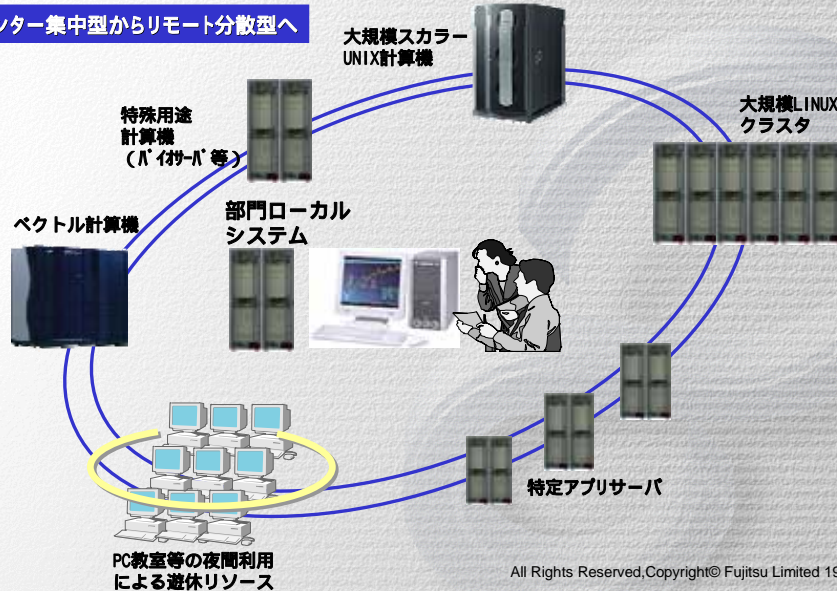 ンター集中型からリモート分散型へ
大規模スカラー
UNIX計算機
大規模LINUX
クラスタ
特殊用途
計算機
(バイオサーバ等)
部門ローカル
システム
ベクトル計算機
特定アプリサーバ
PC教室等の夜間利用
による遊休リソース
All Rights Reserved,Copyright© Fujitsu Limited 19